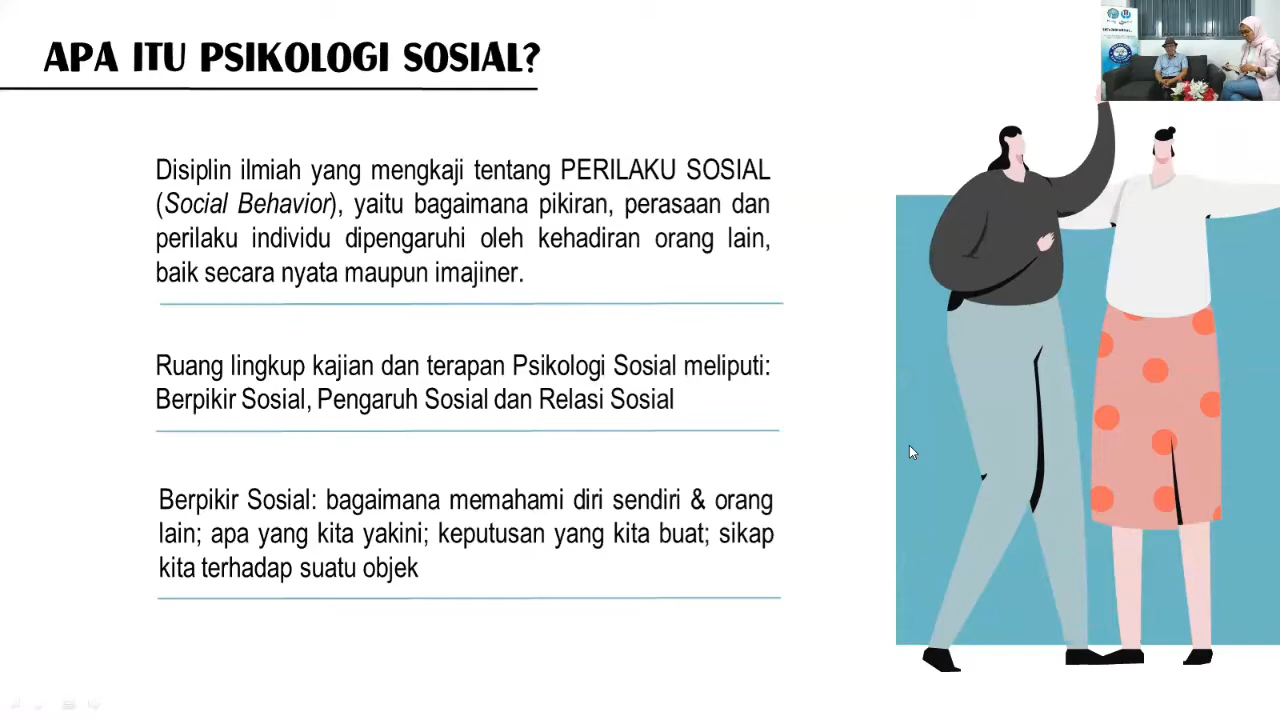 APA ITU PSIKOLOGI SOSIAL?
Disiplin ilmiah yang mengkaji tentang PERILAKU SOSIAL
(Social Behavior), yaitu bagaimana pikiran, perasaan dan
perilaku individu dipengaruhi oleh kehadiran orang lain,
baik secara nyata maupun imajiner.
Ruang lingkup kajian dan terapan Psikologi Sosial meliputi:
Berpikir Sosial, Pengaruh Sosial dan Relasi Sosial
Berpikir Sosial: bagaimana memahami diri sendiri & orang
lain; apa yang kita yakini; keputusan yang kita buat; sikap
kita terhadap suatu objek